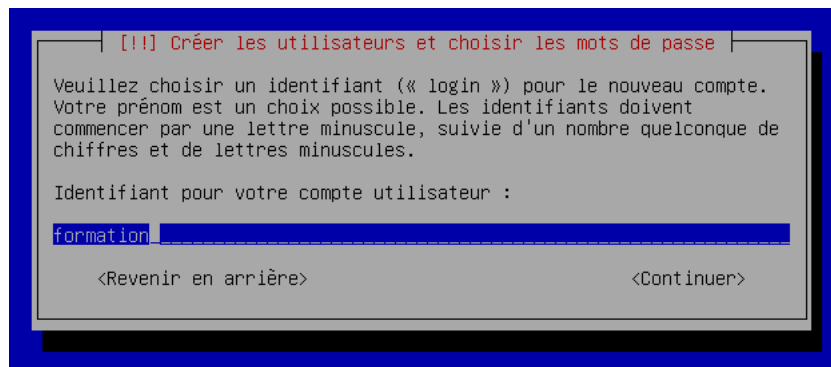 [!!] Créer les utilisateurs et choisir les mots de passe
Veuillez choisir un identifiant (« login ») pour le nouveau compte.
Votre prénom est un choix possible. Les identifiants doivent
commencer par une lettre minuscule, suivie d'un nombre quelconque de
chiffres et de lettres minuscules.
Identifiant pour votre compte utilisateur :
formation
<Revenir en arrière> <Continuer>